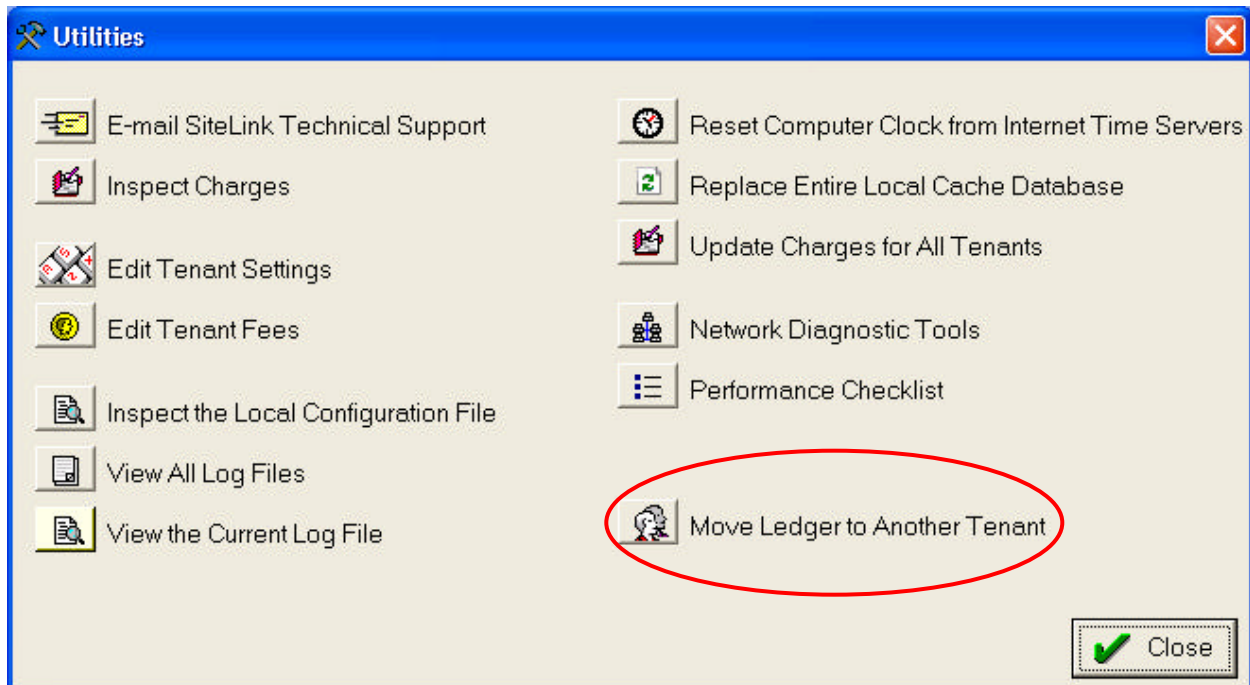 Utilities
E-mail SiteLink Technical Support
Inspect Charges
Edit Tenant Settings
Edit Tenant Fees
Inspect the Local Configuration File
View All Log Files
View the Current Log File
Reset Computer Clock from Internet Time Servers
Replace Entire Local Cache Database
Update Charges for All Tenants
Network Diagnostic Tools
Performance Checklist
Move Ledger to Another Tenant
Close